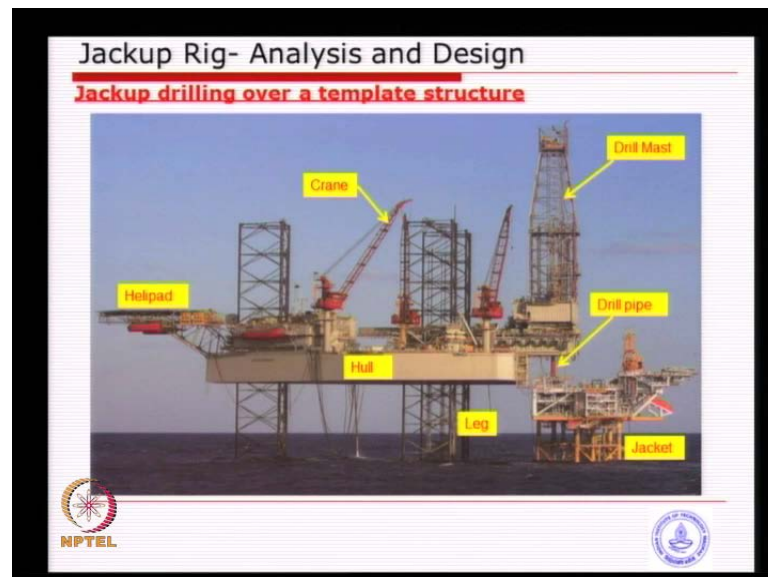 Jackup Rig- Analysis and Design
Jackup drilling over a template structure
Drill Mast
Crane
Helipad
Drill pipe
Hull
Leg
Jacket
NPTEL